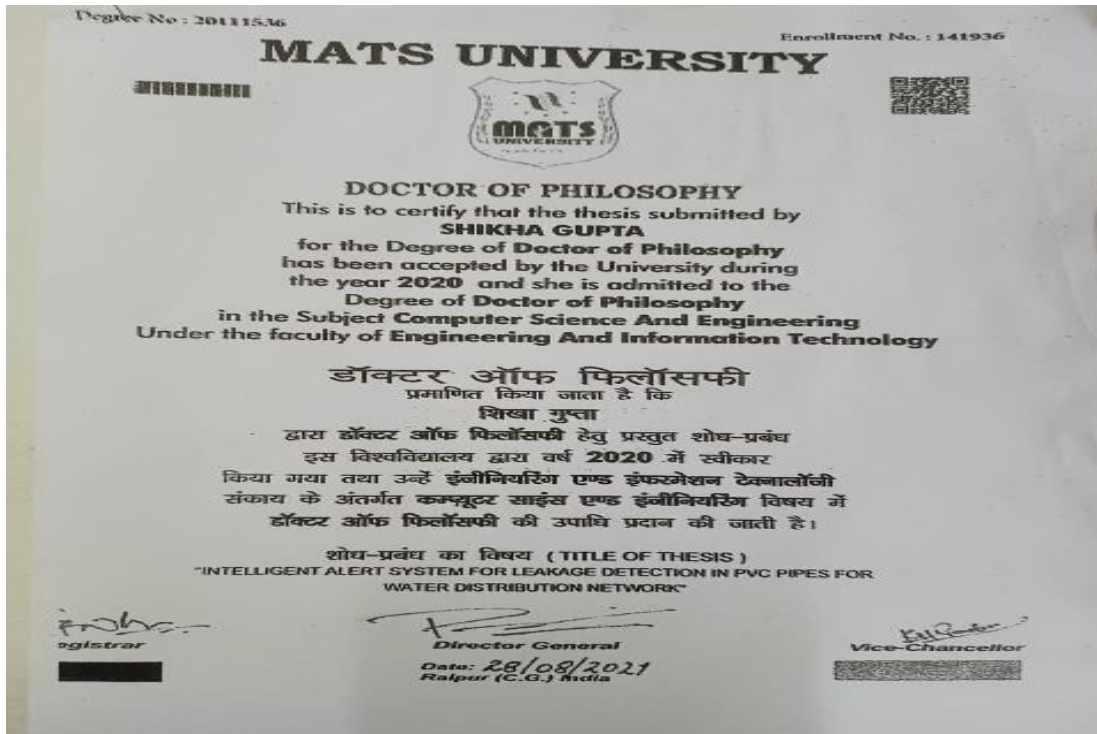 Degree No : 20111536
Enrollment No. : 141936
MATS UNIVERSITY
MATS
UNIVERSITY
DOCTOR OF PHILOSOPHY
This is to certify that the thesis submitted by
SHIKHA GUPTA
for the Degree of Doctor of Philosophy
has been accepted by the University during
the year 2020 and she is admitted to the
Degree of Doctor of Philosophy
in the Subject Computer Science And Engineering
Under the faculty of Engineering And Information Technology
डॉक्टर ऑफ फिलॉसफी
प्रमाणित किया जाता है कि
शिखा गुप्ता
द्वारा डॉक्टर ऑफ फिलॉसफी हेतु प्रस्तुत शोध-प्रबंध
इस विश्वविद्यालय द्वारा वर्ष 2020 में स्वीकार
किया गया तथा उन्हें इंजीनियरिंग एण्ड इंफरमेशन टेक्नालॉजी
संकाय के अंतर्गत कम्प्यूटर साइंस एण्ड इंजीनियरिंग विषय में
डॉक्टर ऑफ फिलॉसफी की उपाधि प्रदान की जाती है।
शोध-प्रबंध का विषय ( TITLE OF THESIS )
"INTELLIGENT ALERT SYSTEM FOR LEAKAGE DETECTION IN PVC PIPES FOR
WATER DISTRIBUTION NETWORK"
egistrar
Director General
Vice-Chancellor
Date: 28/08/2021
Raipur (C.G.) India